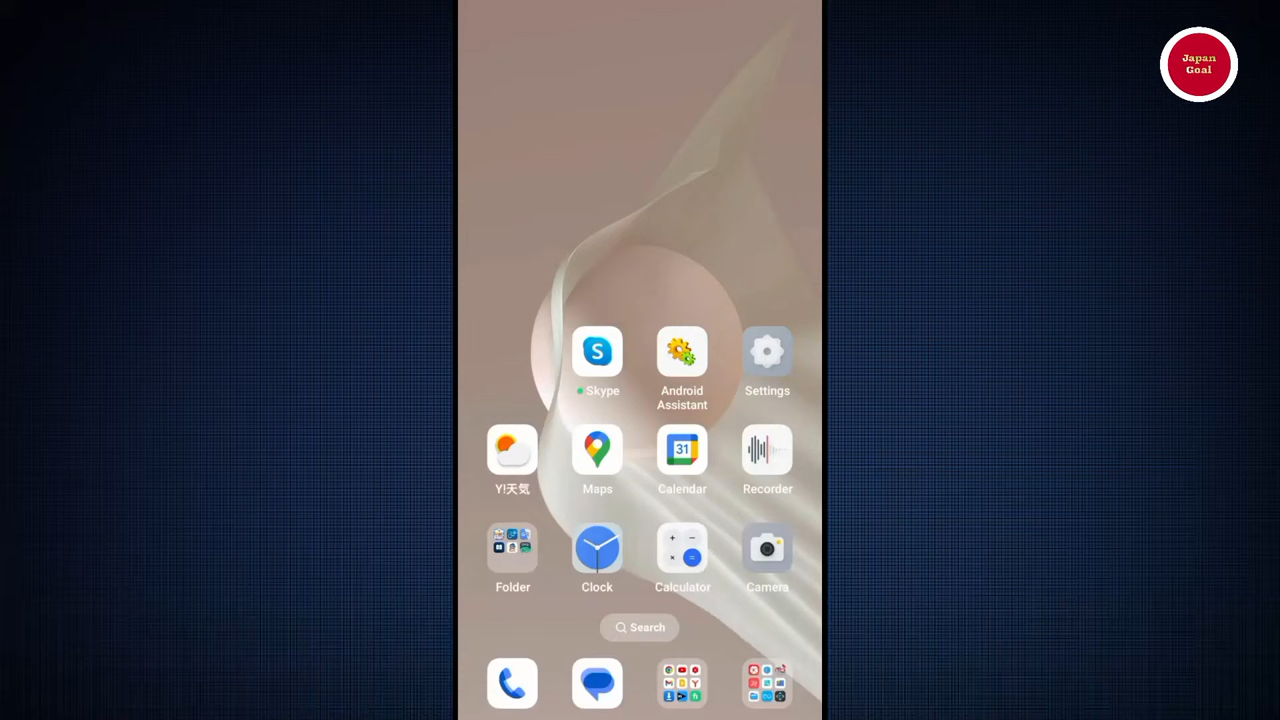 Japan
Goal
Skype
Android
Assistant
Settings
31
Y!天気
Maps
Calendar
Recorder
Folder
Clock
Calculator
Camera
Search